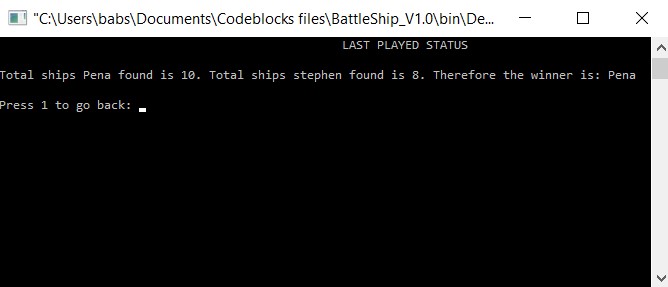 "C:\Users\babs\Documents\Codeblocks files\BattleShip_V1.0\bin\De...
LAST PLAYED STATUS
Total ships Pena found is 10. Total ships stephen found is 8. Therefore the winner is: Pena
Press 1 to go back: